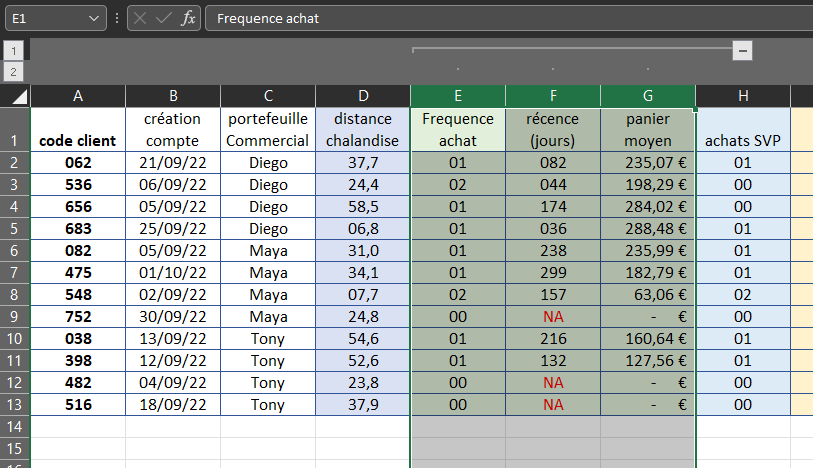 E1 fx Frequence achat
1
2
A B C D E F G H
création portefeuille distance Frequence récence panier
1 code client compte Commercial chalandise achat (jours) moyen achats SVP
2 062 21/09/22 Diego 37,7 01 082 235,07 € 01
3 536 06/09/22 Diego 24,4 02 044 198,29 € 00
4 656 05/09/22 Diego 58,5 01 174 284,02 € 00
5 683 25/09/22 Diego 06,8 01 036 288,48 € 01
6 082 05/09/22 Maya 31,0 01 238 235,99 € 01
7 475 01/10/22 Maya 34,1 01 299 182,79 € 01
8 548 02/09/22 Maya 07,7 02 157 63,06 € 02
9 752 30/09/22 Maya 24,8 00 NA - € 00
10 038 13/09/22 Tony 54,6 01 216 160,64 € 01
11 398 12/09/22 Tony 52,6 01 132 127,56 € 01
12 482 04/09/22 Tony 23,8 00 NA - € 00
13 516 18/09/22 Tony 37,9 00 NA - € 00
14
15